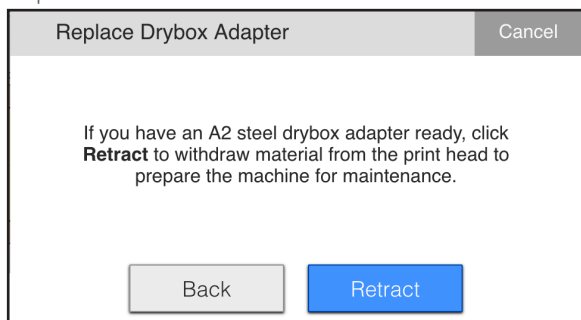 Replace Drybox Adapter
Cancel
If you have an A2 steel drybox adapter ready, click
Retract to withdraw material from the print head to
prepare the machine for maintenance.
Back
Retract